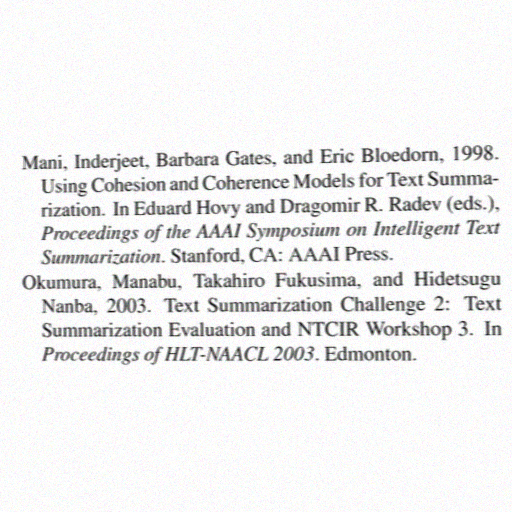 Mani, Inderjeet, Barbara Gates, and Eric Bloedorn, 1998.
Using Cohesion and Coherence Models for Text Summa-
rization. In Eduard Hovy and Dragomir R. Radev (eds.),
Proceedings of the AAAI Symposium on Intelligent Text
Summarization. Stanford, CA: AAAI Press.
Okumura, Manabu, Takahiro Fukusima, and Hidetsugu
Nanba, 2003. Text Summarization Challenge 2: Text
Summarization Evaluation and NTCIR Workshop 3. In
Proceedings of HLT-NAACL 2003. Edmonton.